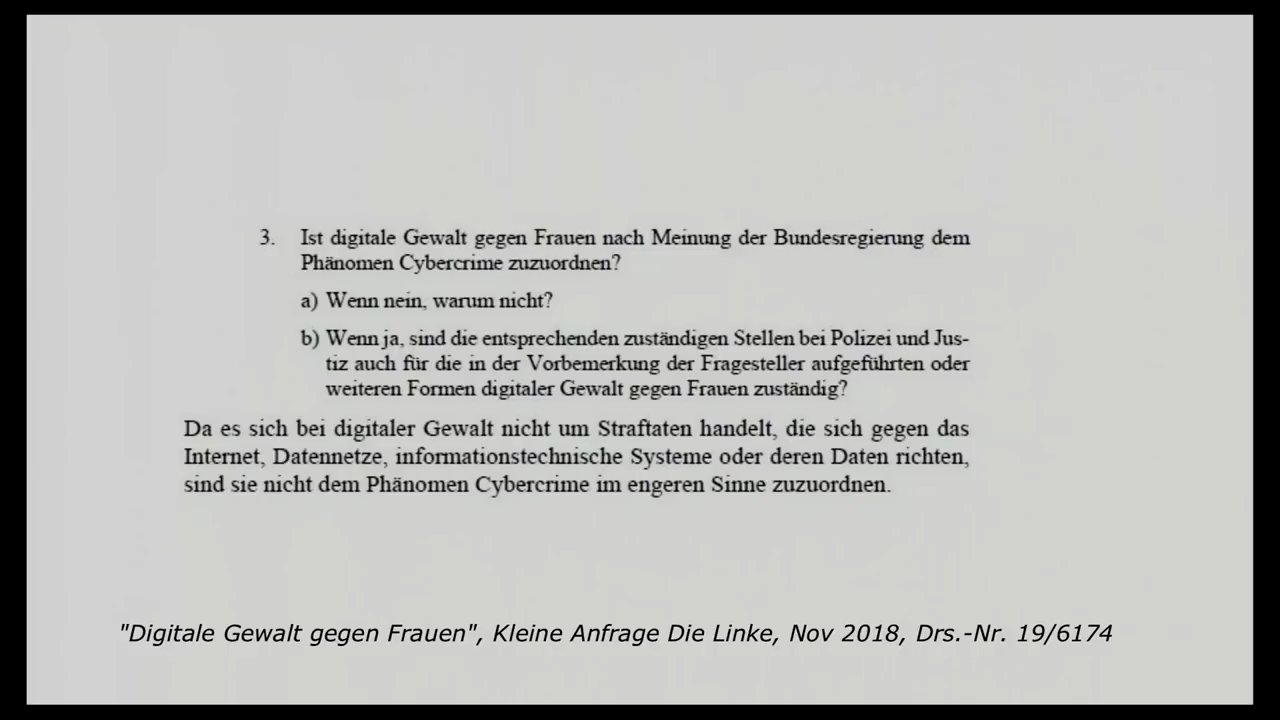 3. Ist digitale Gewalt gegen Frauen nach Meinung der Bundesregierung dem
Phänomen Cybercrime zuzuordnen?
a) Wenn nein, warum nicht?
b) Wenn ja, sind die entsprechenden zuständigen Stellen bei Polizei und Jus-
tiz auch für die in der Vorbemerkung der Fragesteller aufgeführten oder
weiteren Formen digitaler Gewalt gegen Frauen zuständig?
Da es sich bei digitaler Gewalt nicht um Straftaten handelt, die sich gegen das
Internet, Datennetze, informationstechnische Systeme oder deren Daten richten,
sind sie nicht dem Phänomen Cybercrime im engeren Sinne zuzuordnen.
"Digitale Gewalt gegen Frauen", Kleine Anfrage Die Linke, Nov 2018, Drs.-Nr. 19/6174